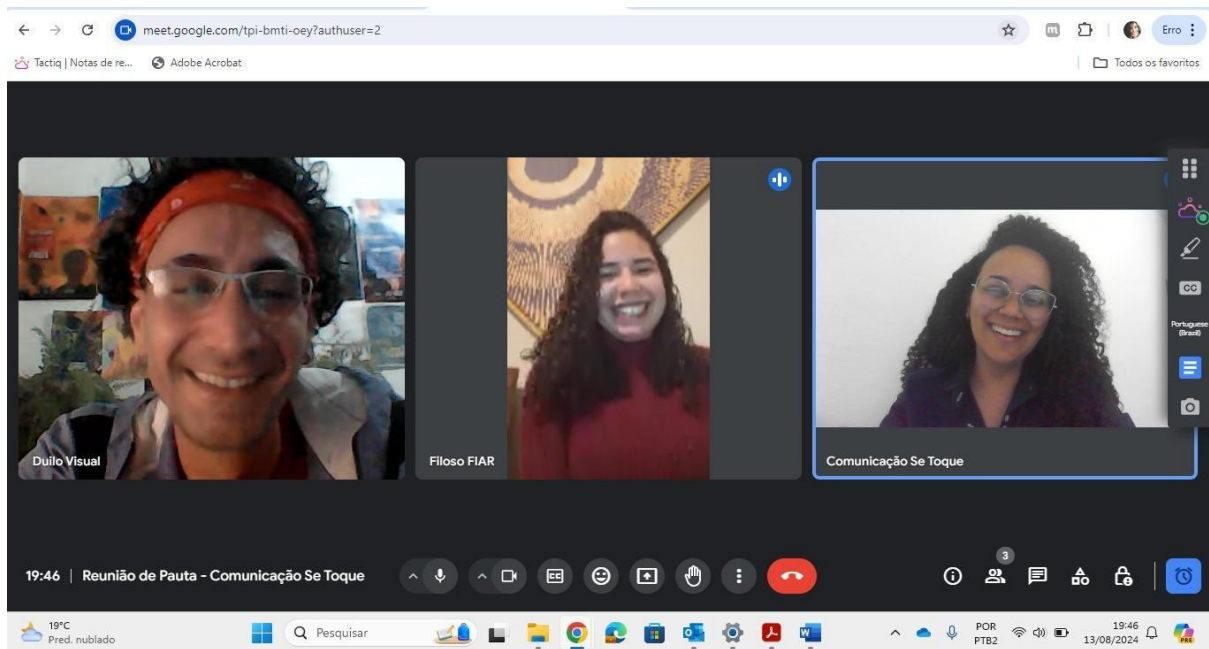 meet.google.com/tpi-bmti-oey?authuser=2
Erro
Tactiq | Notas de re...
Adobe Acrobat
Todos os favoritos
CC
Portuguese
(Brazil)
Duilo Visual
Filoso FIAR
Comunicação Se Toque
19:46 | Reunião de Pauta - Comunicação Se Toque
CC
3
19°C
Pred. nublado
Pesquisar
POR
PTB2
19:46
13/08/2024
PRE